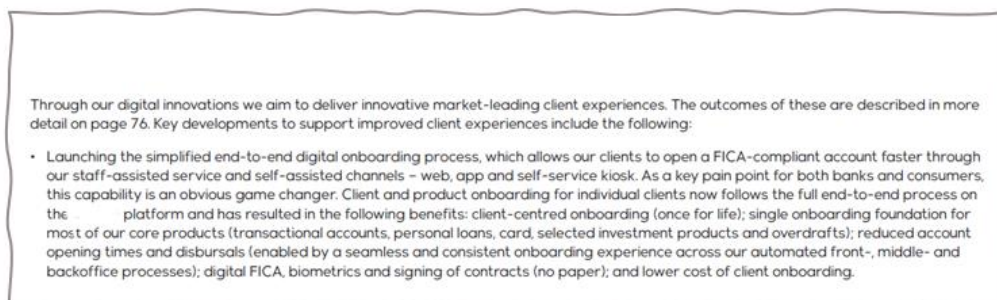 Through our digital innovations we aim to deliver innovative market-leading client experiences. The outcomes of these are described in more
detail on page 76. Key developments to support improved client experiences include the following:
• Launching the simplified end-to-end digital onboarding process, which allows our clients to open a FICA-compliant account faster through
our staff-assisted service and self-assisted channels – web, app and self-service kiosk. As a key pain point for both banks and consumers,
this capability is an obvious game changer. Client and product onboarding for individual clients now follows the full end-to-end process on
the platform and has resulted in the following benefits: client-centred onboarding (once for life); single onboarding foundation for
most of our core products (transactional accounts, personal loans, card, selected investment products and overdrafts); reduced account
opening times and disbursals (enabled by a seamless and consistent onboarding experience across our automated front-, middle- and
backoffice processes); digital FICA, biometrics and signing of contracts (no paper); and lower cost of client onboarding.